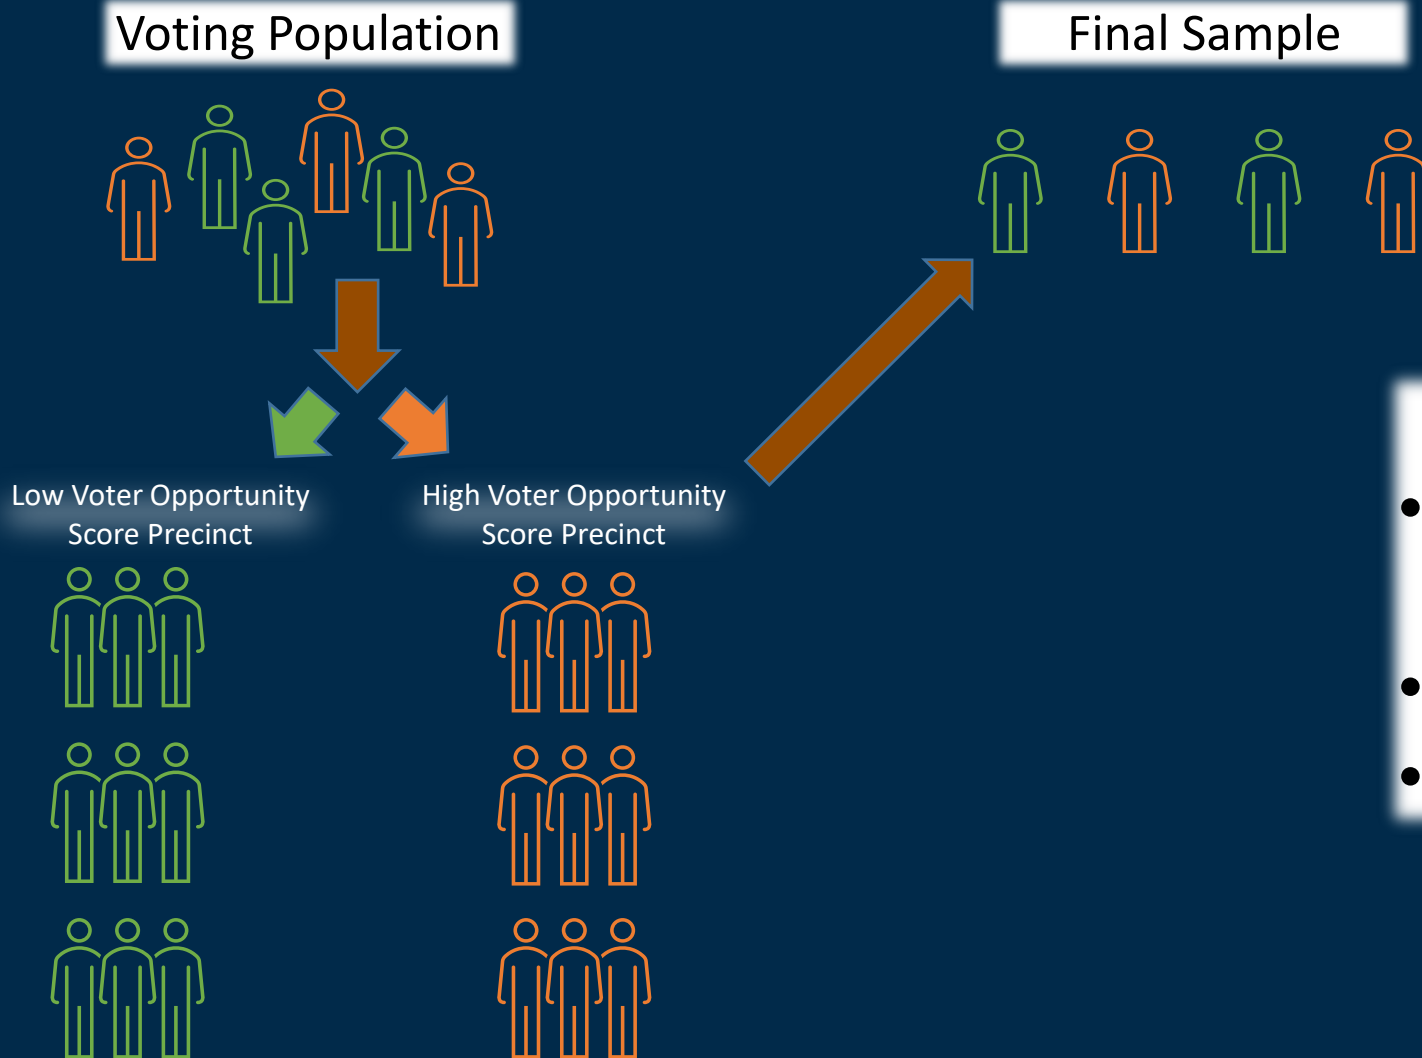 Voting Population
Final Sample
Low Voter Opportunity
Score Precinct
High Voter Opportunity
Score Precinct